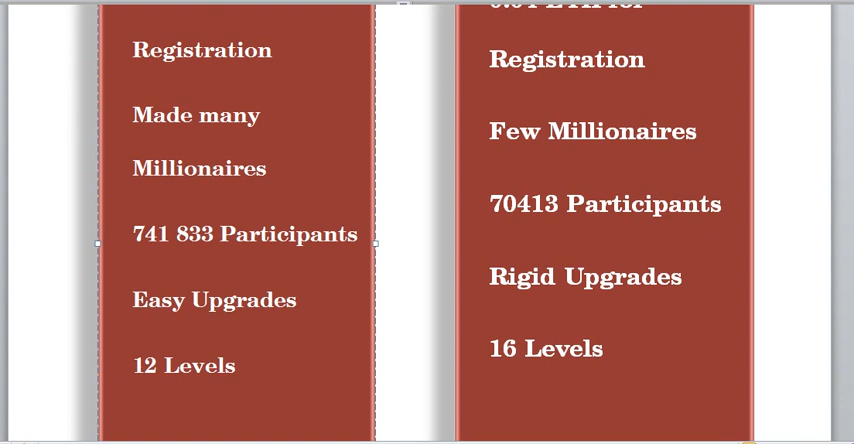 Registration
Made many
Millionaires
741 833 Participants
Easy Upgrades
12 Levels
Registration
Few Millionaires
70413 Participants
Rigid Upgrades
16 Levels